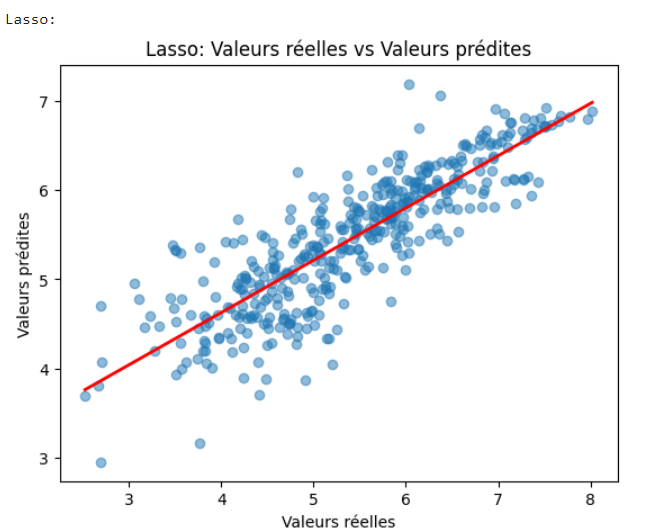 Lasso:
Lasso: Valeurs réelles vs Valeurs prédites
7
6
5
4
3
Valeurs prédites
3 4 5 6 7 8
Valeurs réelles